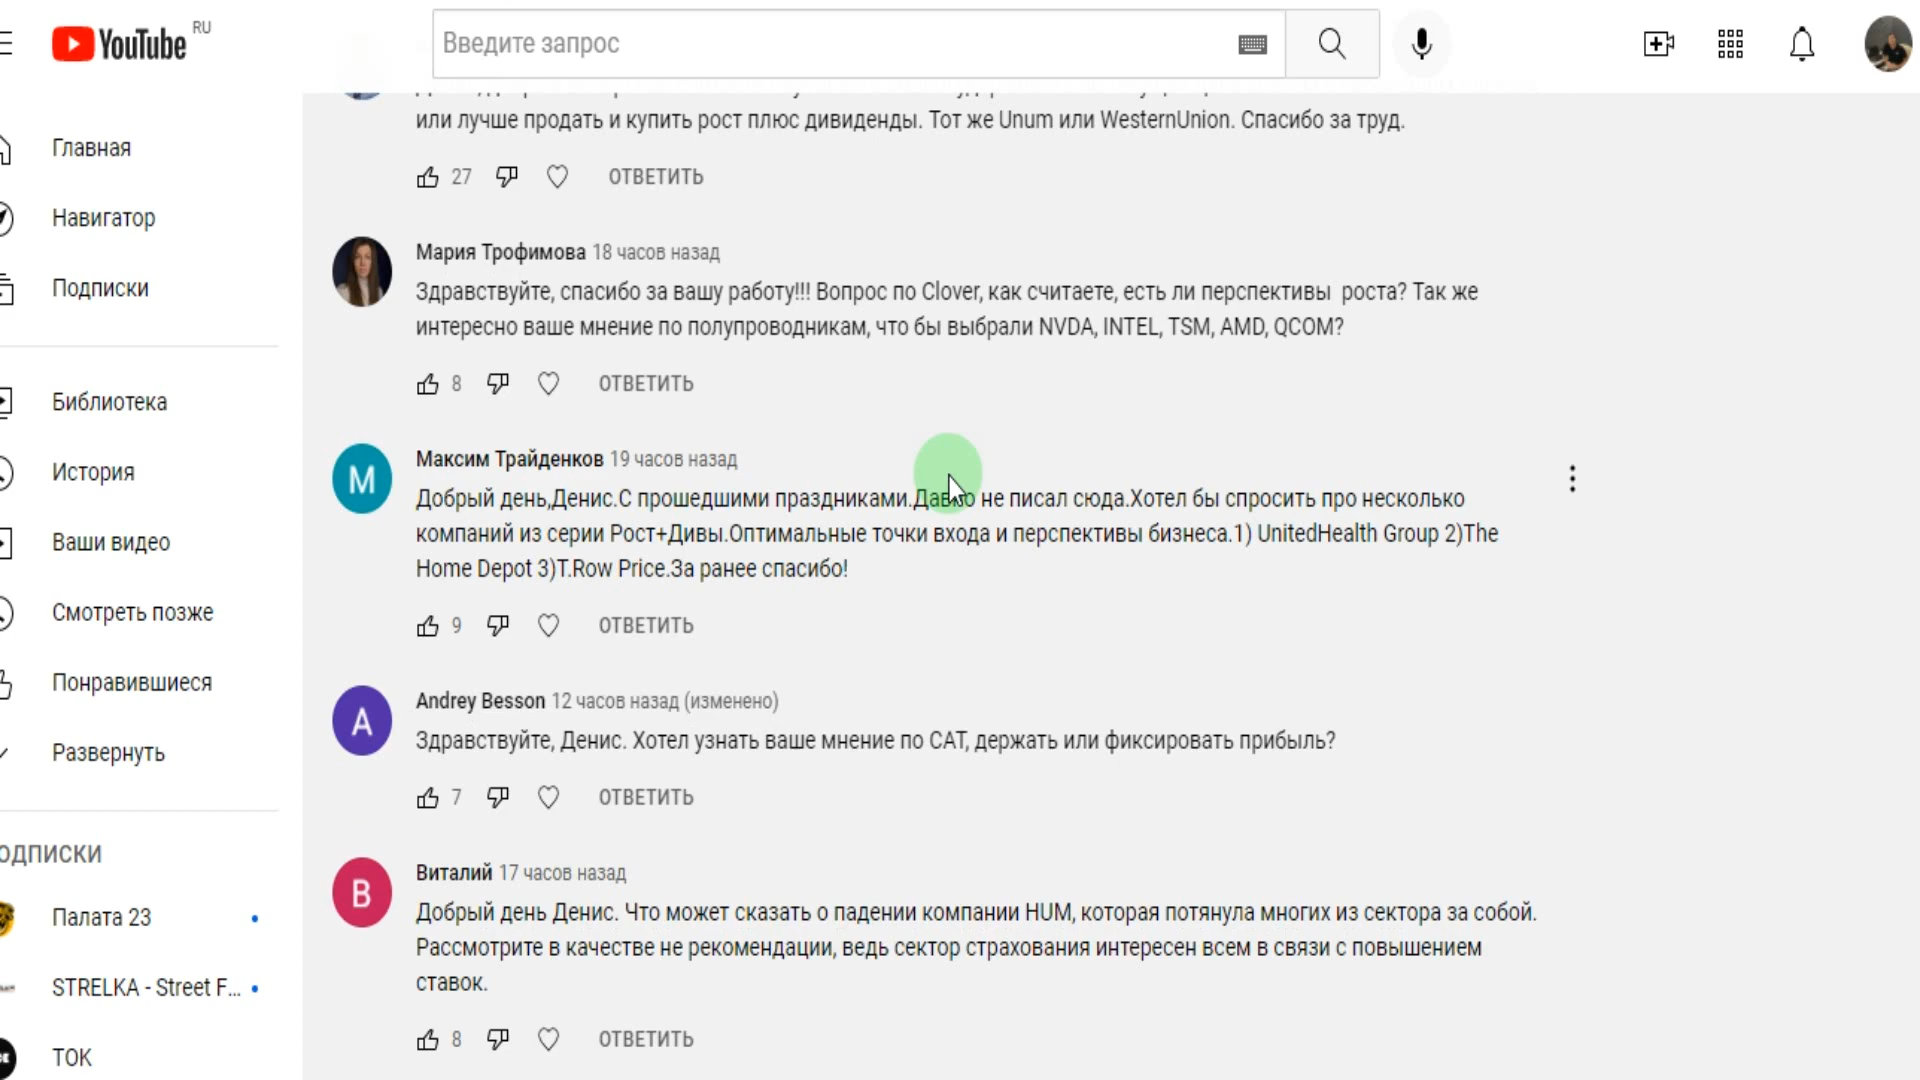 YouTube RU
Введите запрос
Главная
Навигатор
Подписки
Библиотека
История
Ваши видео
Смотреть позже
Понравившиеся
Развернуть
ОДПИСКИ
Палата 23
STRELKA - Street F...
ТОК
или лучше продать и купить рост плюс дивиденды. Тот же Unum или WesternUnion. Спасибо за труд.
27 ОТВЕТИТЬ
Мария Трофимова 18 часов назад
Здравствуйте, спасибо за вашу работу!!! Вопрос по Clover, как считаете, есть ли перспективы роста? Так же
интересно ваше мнение по полупроводникам, что бы выбрали NVDA, INTEL, TSM, AMD, QCOM?
8 ОТВЕТИТЬ
М
Максим Трайденков 19 часов назад
Добрый день,Денис.С прошедшими праздниками.Давно не писал сюда.Хотел бы спросить про несколько
компаний из серии Рост+Дивы.Оптимальные точки входа и перспективы бизнеса.1) UnitedHealth Group 2)The
Home Depot 3)T.Row Price.За ранее спасибо!
9 ОТВЕТИТЬ
A
Andrey Besson 12 часов назад (изменено)
Здравствуйте, Денис. Хотел узнать ваше мнение по CAT, держать или фиксировать прибыль?
7 ОТВЕТИТЬ
В
Виталий 17 часов назад
Добрый день Денис. Что может сказать о падении компании HUM, которая потянула многих из сектора за собой.
Рассмотрите в качестве не рекомендации, ведь сектор страхования интересен всем в связи с повышением
ставок.
8 ОТВЕТИТЬ